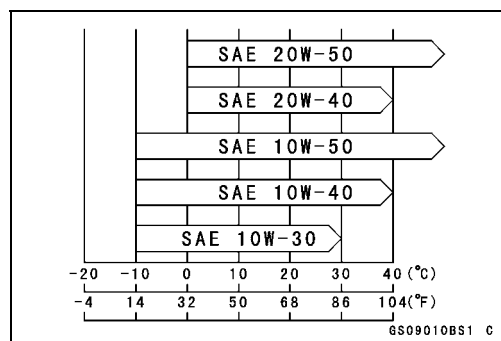 SAE 20W-50
SAE 20W-40
SAE 10W-50
SAE 10W-40
SAE 10W-30
-20 -10 0 10 20 30 40 (°C)
-4 14 32 50 68 86 104 (°F)
GS09010BS1 C